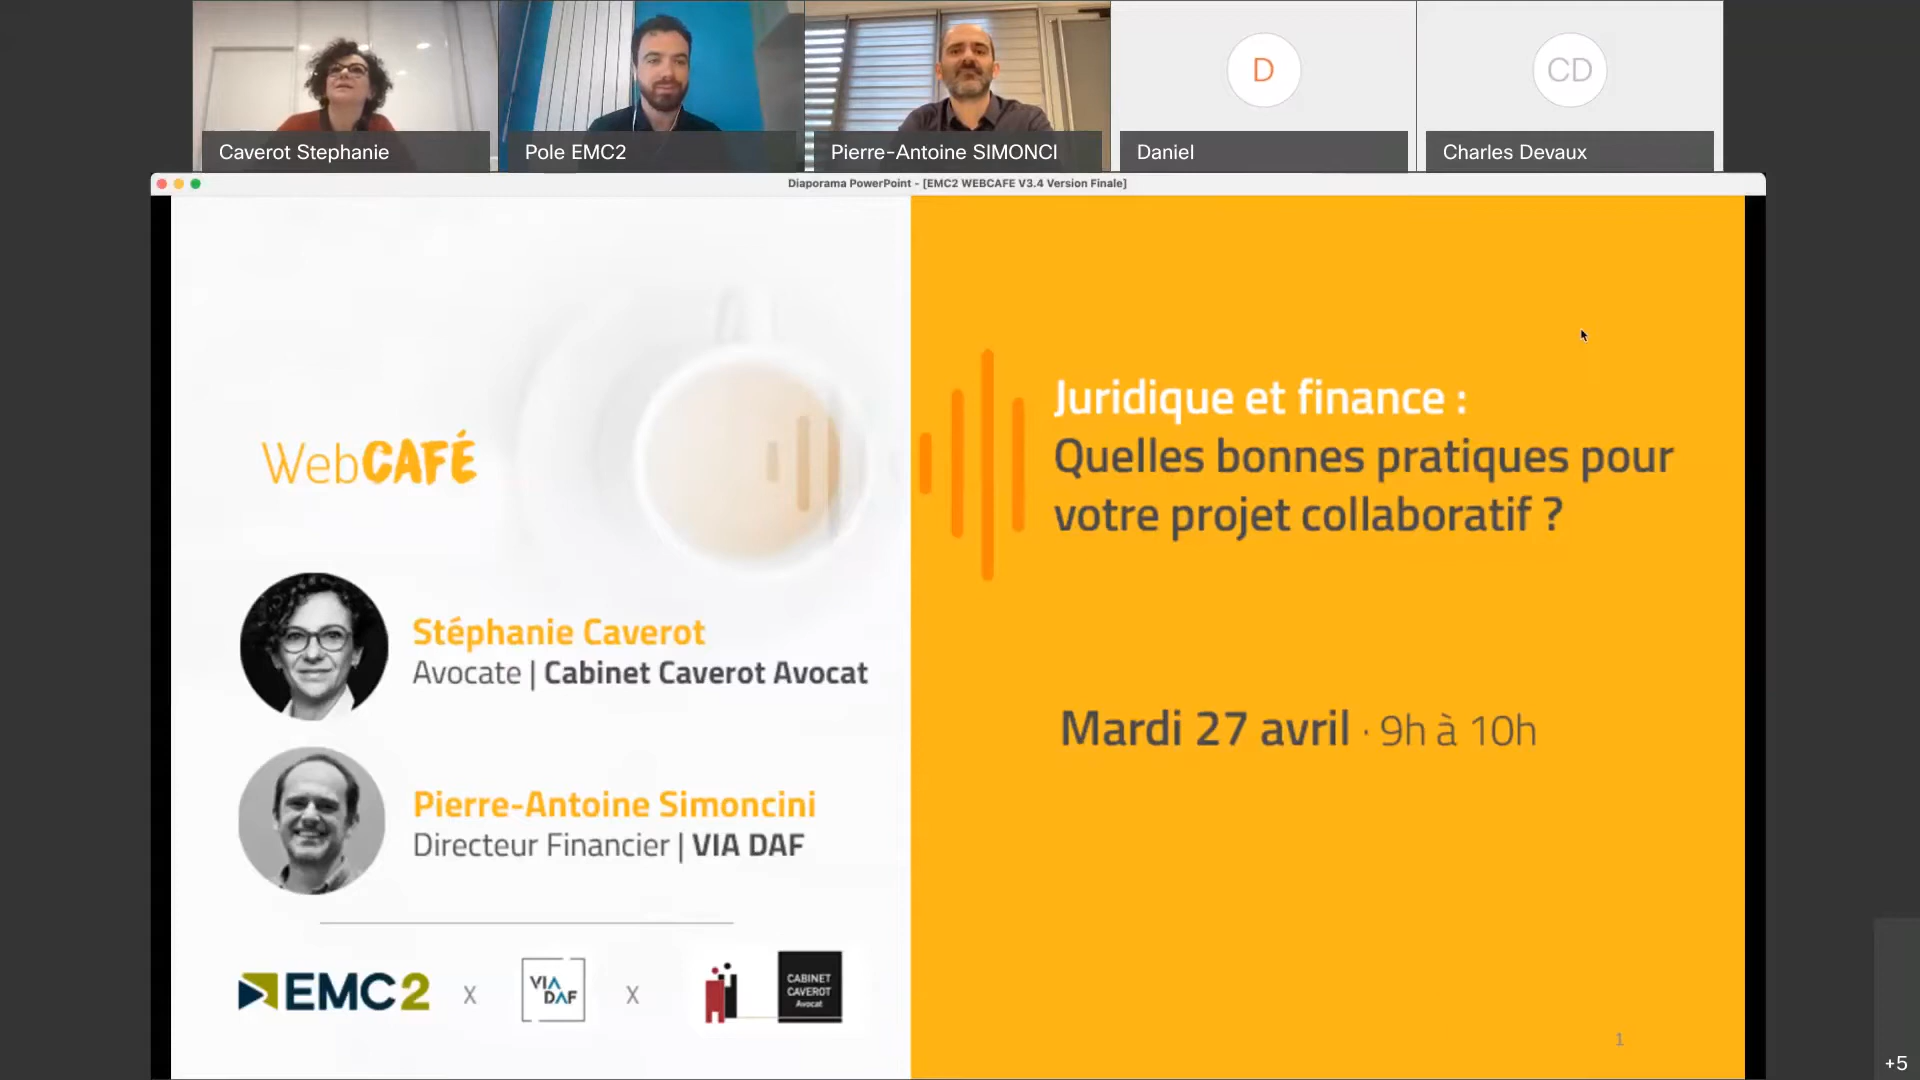 Caverot Stephanie
Pole EMC2
Pierre-Antoine SIMONCI
D
Daniel
CD
Charles Devaux
Diaporama PowerPoint - [EMC2 WEBCAFE V3.4 Version Finale]
WebCAFÉ
Stéphanie Caverot
Avocate | Cabinet Caverot Avocat
Pierre-Antoine Simoncini
Directeur Financier | VIA DAF
EMC2 x VIA DAF x CABINET CAVEROT Avocat
Juridique et finance :
Quelles bonnes pratiques pour
votre projet collaboratif ?
Mardi 27 avril · 9h à 10h
1
+5